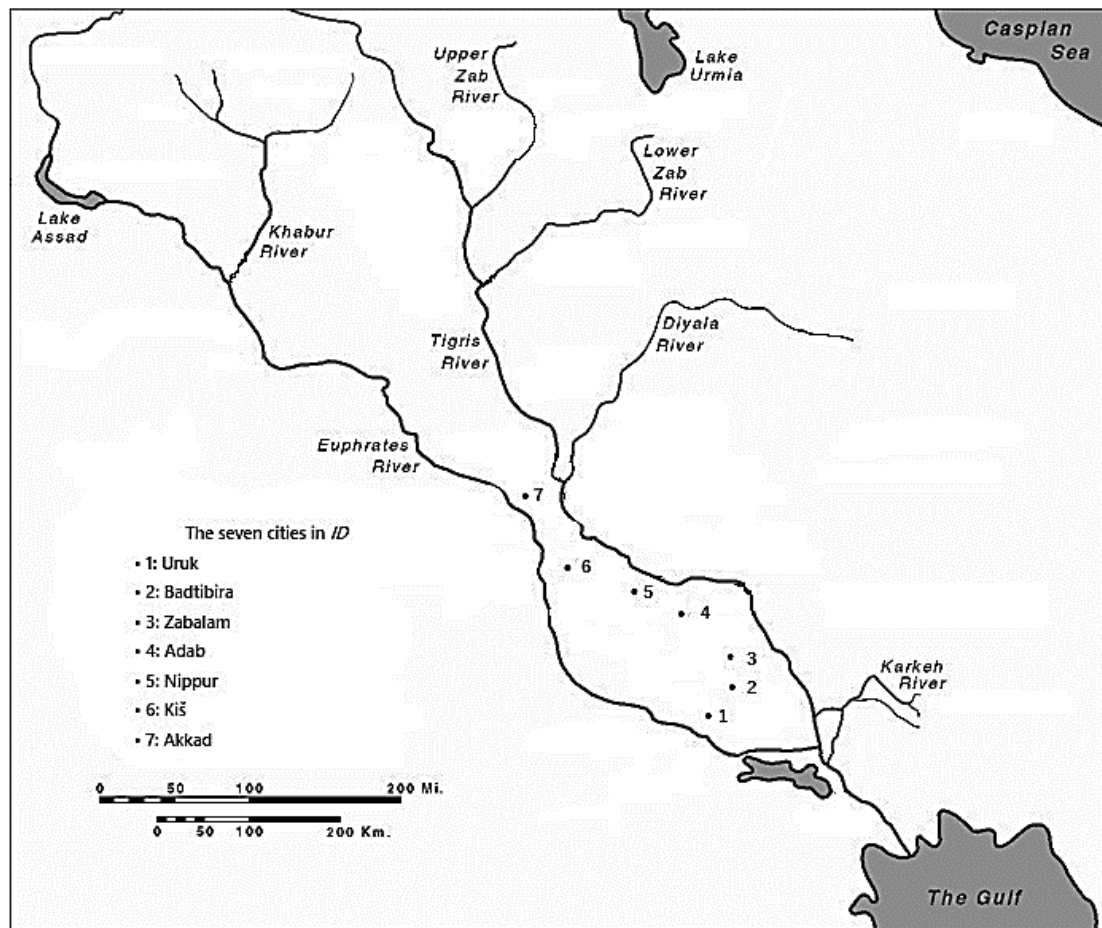 Caspian
Sea
Upper
Zab
River
Lake
Urmia
Lower
Zab
River
Lake
Assad
Khabur
River
Tigris
River
Diyala
River
Euphrates
River
7
The seven cities in ID
• 1: Uruk
• 2: Badtibira
• 3: Zabalam
• 4: Adab
• 5: Nippur
• 6: Kiš
• 7: Akkad
6
5
4
3
2
1
Karkeh
River
0 50 100 200 Mi.
0 50 100 200 Km.
The Gulf